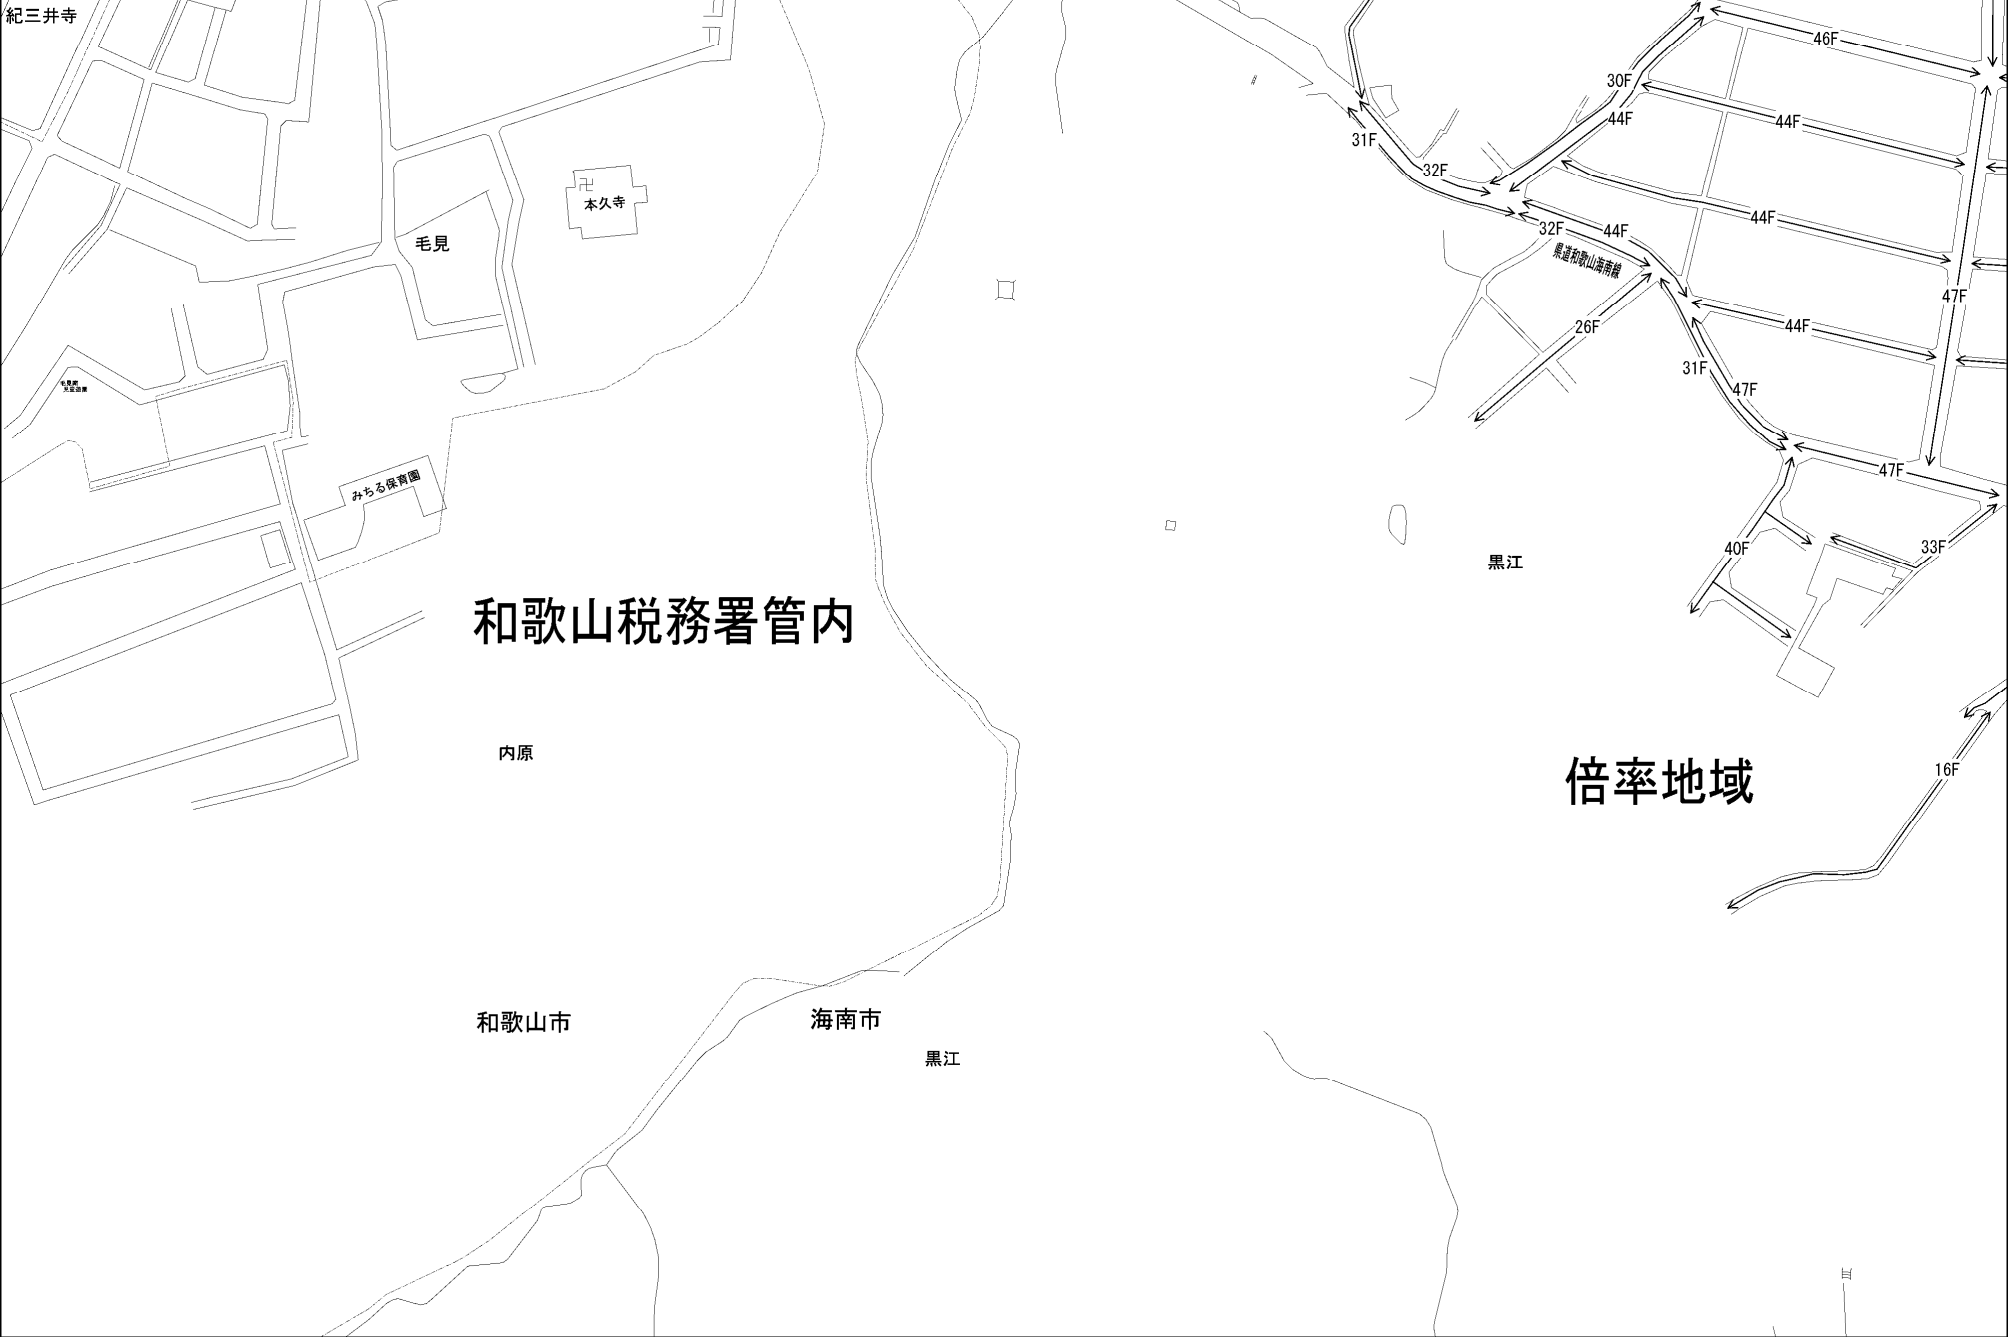 紀三井寺
46F
30F
44F
44F
31F
32F
本久寺
44F
32F
44F
毛見
県道和歌山海南線
47F
26F
44F
31F
47F
47F
みちる保育園
40F
33F
黒江
和歌山税務署管内
内原
16F
倍率地域
和歌山市
海南市
黒江